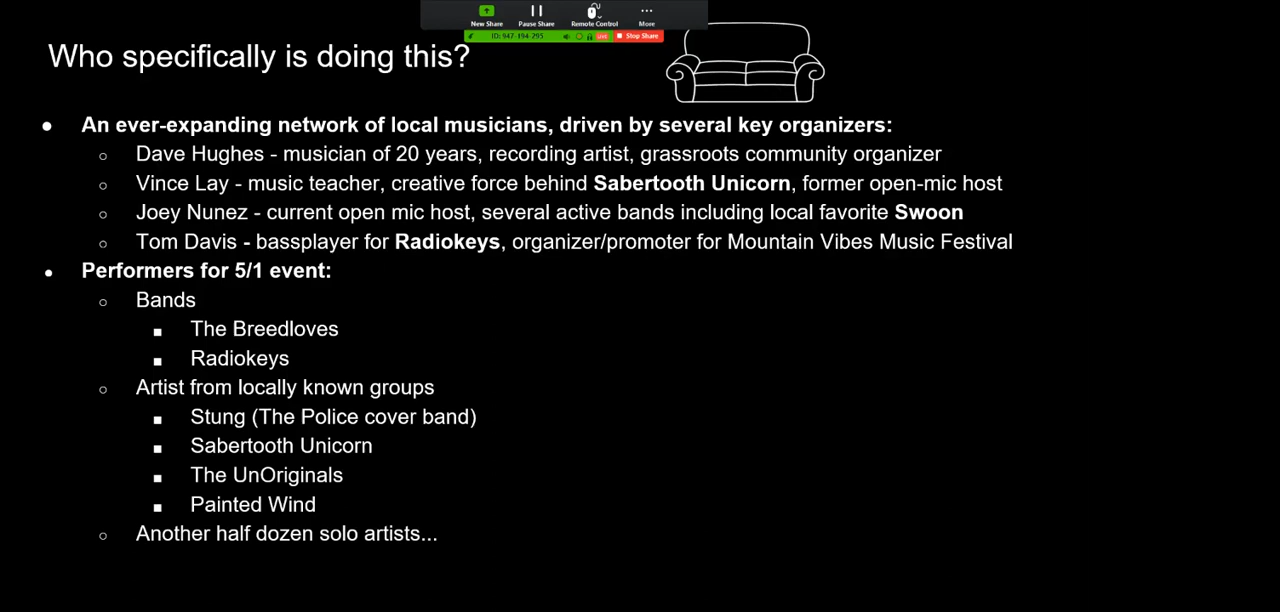 New Share Pause Share Remote Control More
ID: 947-194-295 LIVE Stop Share
Who specifically is doing this?
● An ever-expanding network of local musicians, driven by several key organizers:
○ Dave Hughes - musician of 20 years, recording artist, grassroots community organizer
○ Vince Lay - music teacher, creative force behind Sabertooth Unicorn, former open-mic host
○ Joey Nunez - current open mic host, several active bands including local favorite Swoon
○ Tom Davis - bassplayer for Radiokeys, organizer/promoter for Mountain Vibes Music Festival
● Performers for 5/1 event:
○ Bands
■ The Breedloves
■ Radiokeys
○ Artist from locally known groups
■ Stung (The Police cover band)
■ Sabertooth Unicorn
■ The UnOriginals
■ Painted Wind
○ Another half dozen solo artists...